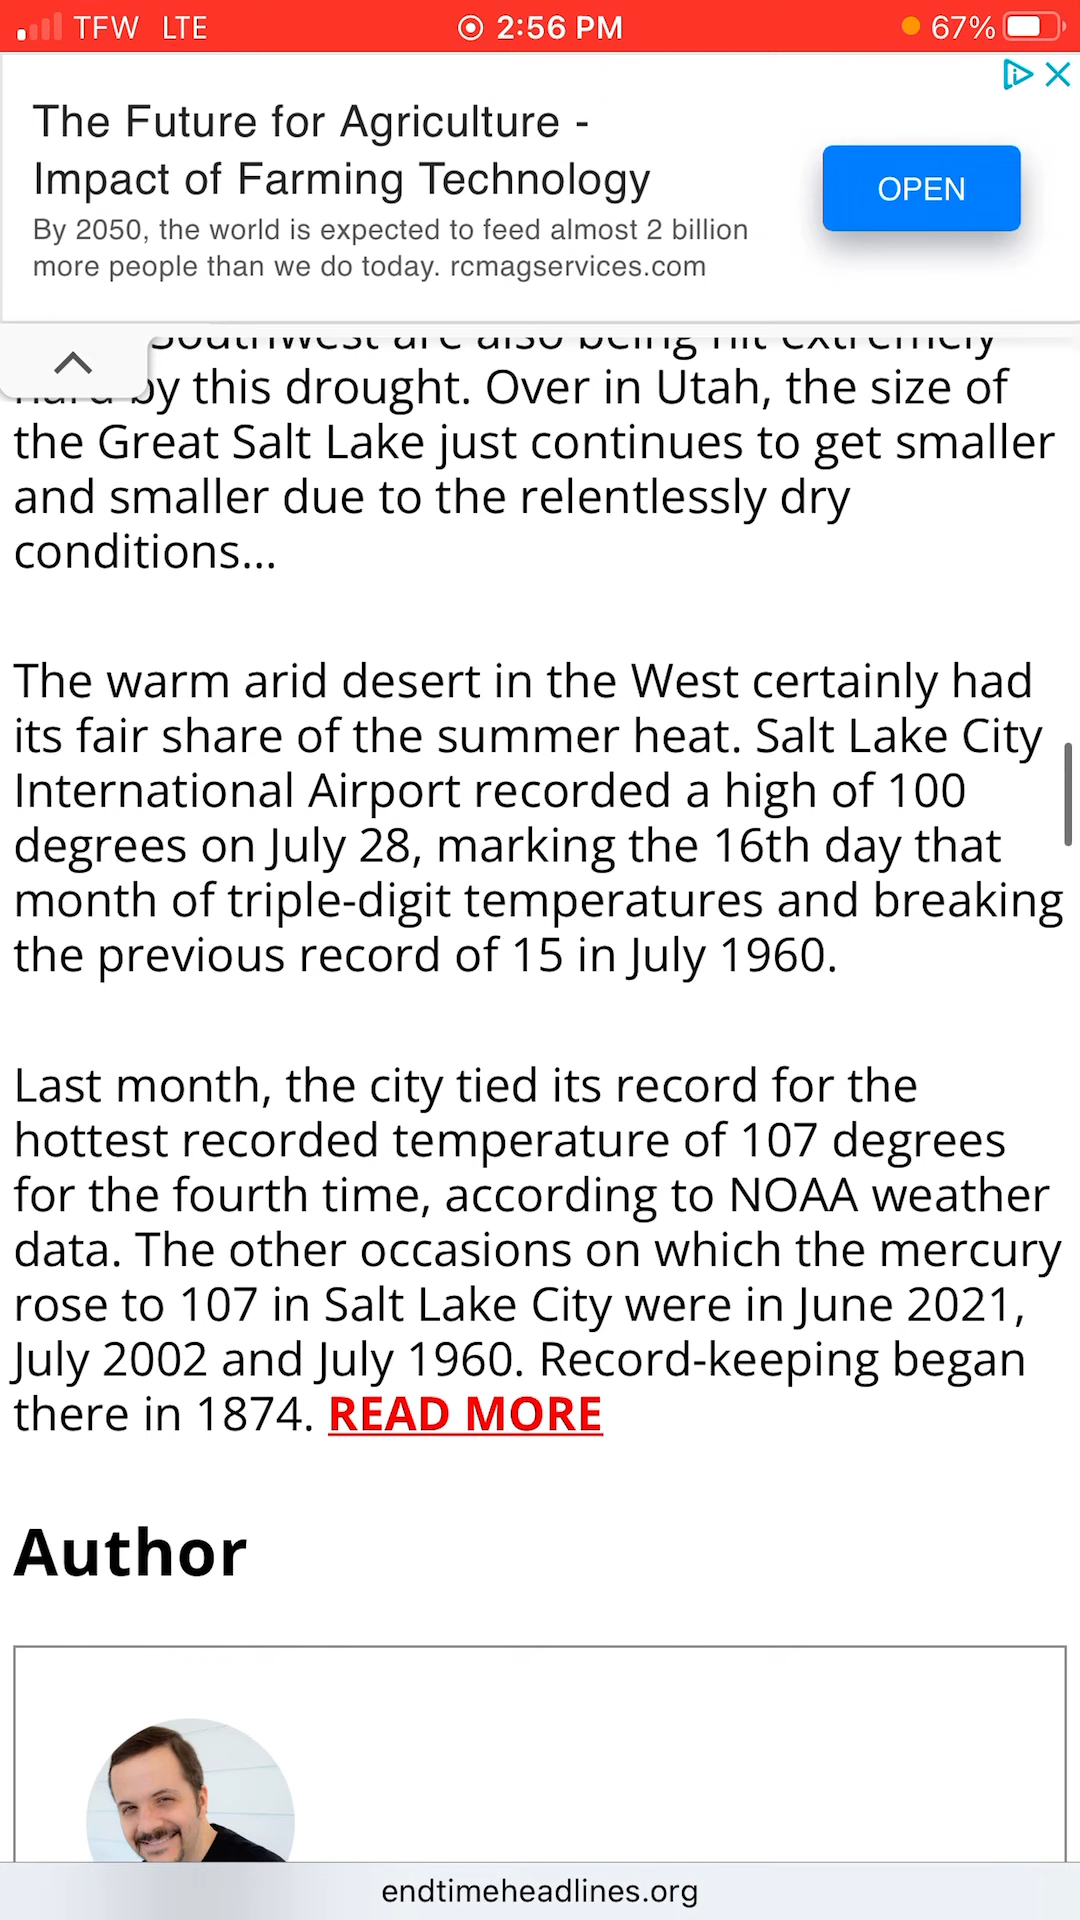 TFW LTE 2:56 PM 67%
The Future for Agriculture -
Impact of Farming Technology
OPEN
By 2050, the world is expected to feed almost 2 billion
more people than we do today. rcmagservices.com
Southwest are also being hit extremely
hard by this drought. Over in Utah, the size of
the Great Salt Lake just continues to get smaller
and smaller due to the relentlessly dry
conditions...
The warm arid desert in the West certainly had
its fair share of the summer heat. Salt Lake City
International Airport recorded a high of 100
degrees on July 28, marking the 16th day that
month of triple-digit temperatures and breaking
the previous record of 15 in July 1960.
Last month, the city tied its record for the
hottest recorded temperature of 107 degrees
for the fourth time, according to NOAA weather
data. The other occasions on which the mercury
rose to 107 in Salt Lake City were in June 2021,
July 2002 and July 1960. Record-keeping began
there in 1874. READ MORE
Author
endtimeheadlines.org